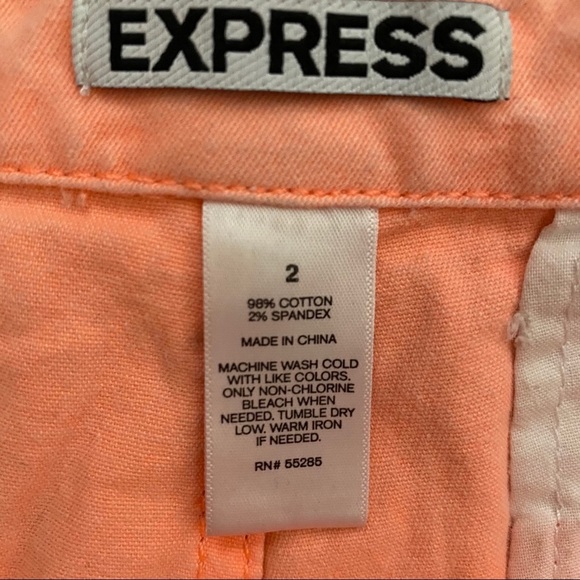 EXPRESS
2
98% COTTON
2% SPANDEX
MADE IN CHINA
MACHINE WASH COLD
WITH LIKE COLORS.
ONLY NON-CHLORINE
BLEACH WHEN
NEEDED. TUMBLE DRY
LOW. WARM IRON
IF NEEDED.
RN# 55285